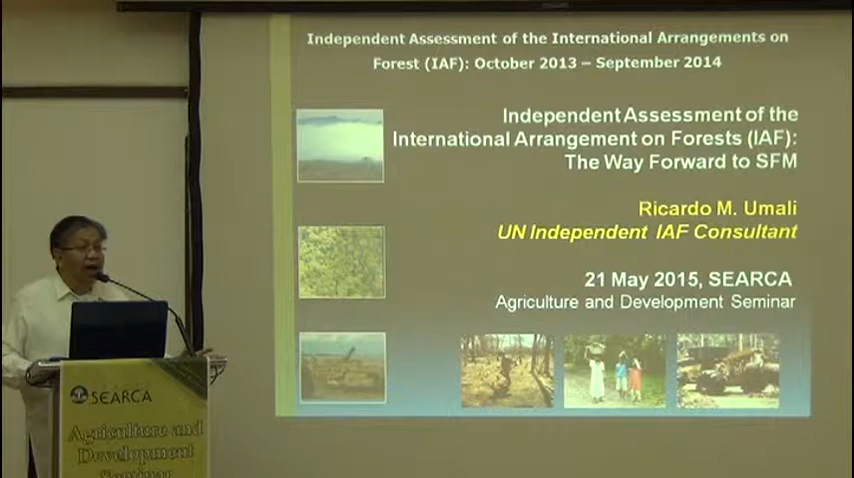 Independent Assessment of the International Arrangements on
Forest (IAF): October 2013 – September 2014
Independent Assessment of the
International Arrangement on Forests (IAF):
The Way Forward to SFM
Ricardo M. Umali
UN Independent IAF Consultant
21 May 2015, SEARCA
Agriculture and Development Seminar
SEARCA
Agriculture and
Development
Seminar